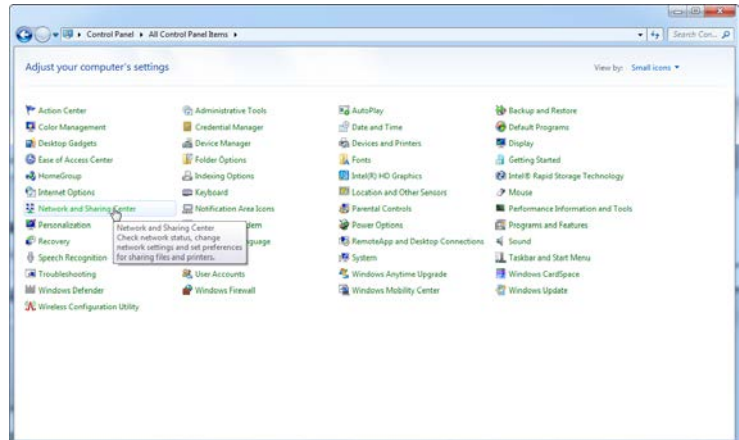 Control Panel ▸ All Control Panel Items ▸
Search Con...
Adjust your computer's settings
View by: Small icons
Action Center
Administrative Tools
AutoPlay
Backup and Restore
Color Management
Credential Manager
Date and Time
Default Programs
Desktop Gadgets
Device Manager
Devices and Printers
Display
Ease of Access Center
Folder Options
Fonts
Getting Started
HomeGroup
Indexing Options
Intel(R) HD Graphics
Intel® Rapid Storage Technology
Internet Options
Keyboard
Location and Other Sensors
Mouse
Network and Sharing Center
Notification Area Icons
Parental Controls
Performance Information and Tools
Personalization
Power Options
Programs and Features
Recovery
RemoteApp and Desktop Connections
Sound
Speech Recognition
System
Taskbar and Start Menu
Network and Sharing Center
Check network status, change
network settings and set preferences
for sharing files and printers.
Troubleshooting
User Accounts
Windows Anytime Upgrade
Windows CardSpace
Windows Defender
Windows Firewall
Windows Mobility Center
Windows Update
Wireless Configuration Utility